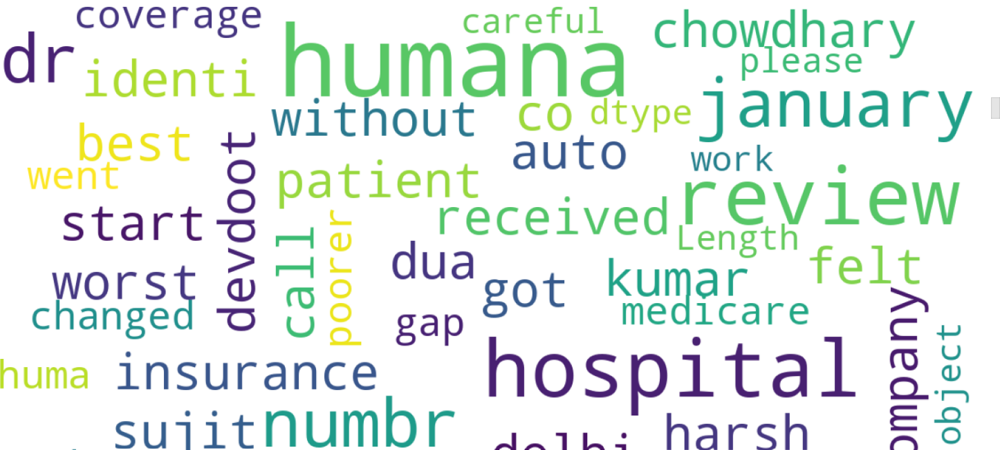 coverage
careful
chowdhary
dr
identi
humana
please
january
without
co
dtype
best
devdoot
auto
work
went
patient
review
start
received
Length
call
poorer
dua
felt
worst
got
kumar
changed
gap
medicare
huma
insurance
hospital
object
sujit
numbr
harsh
delhi